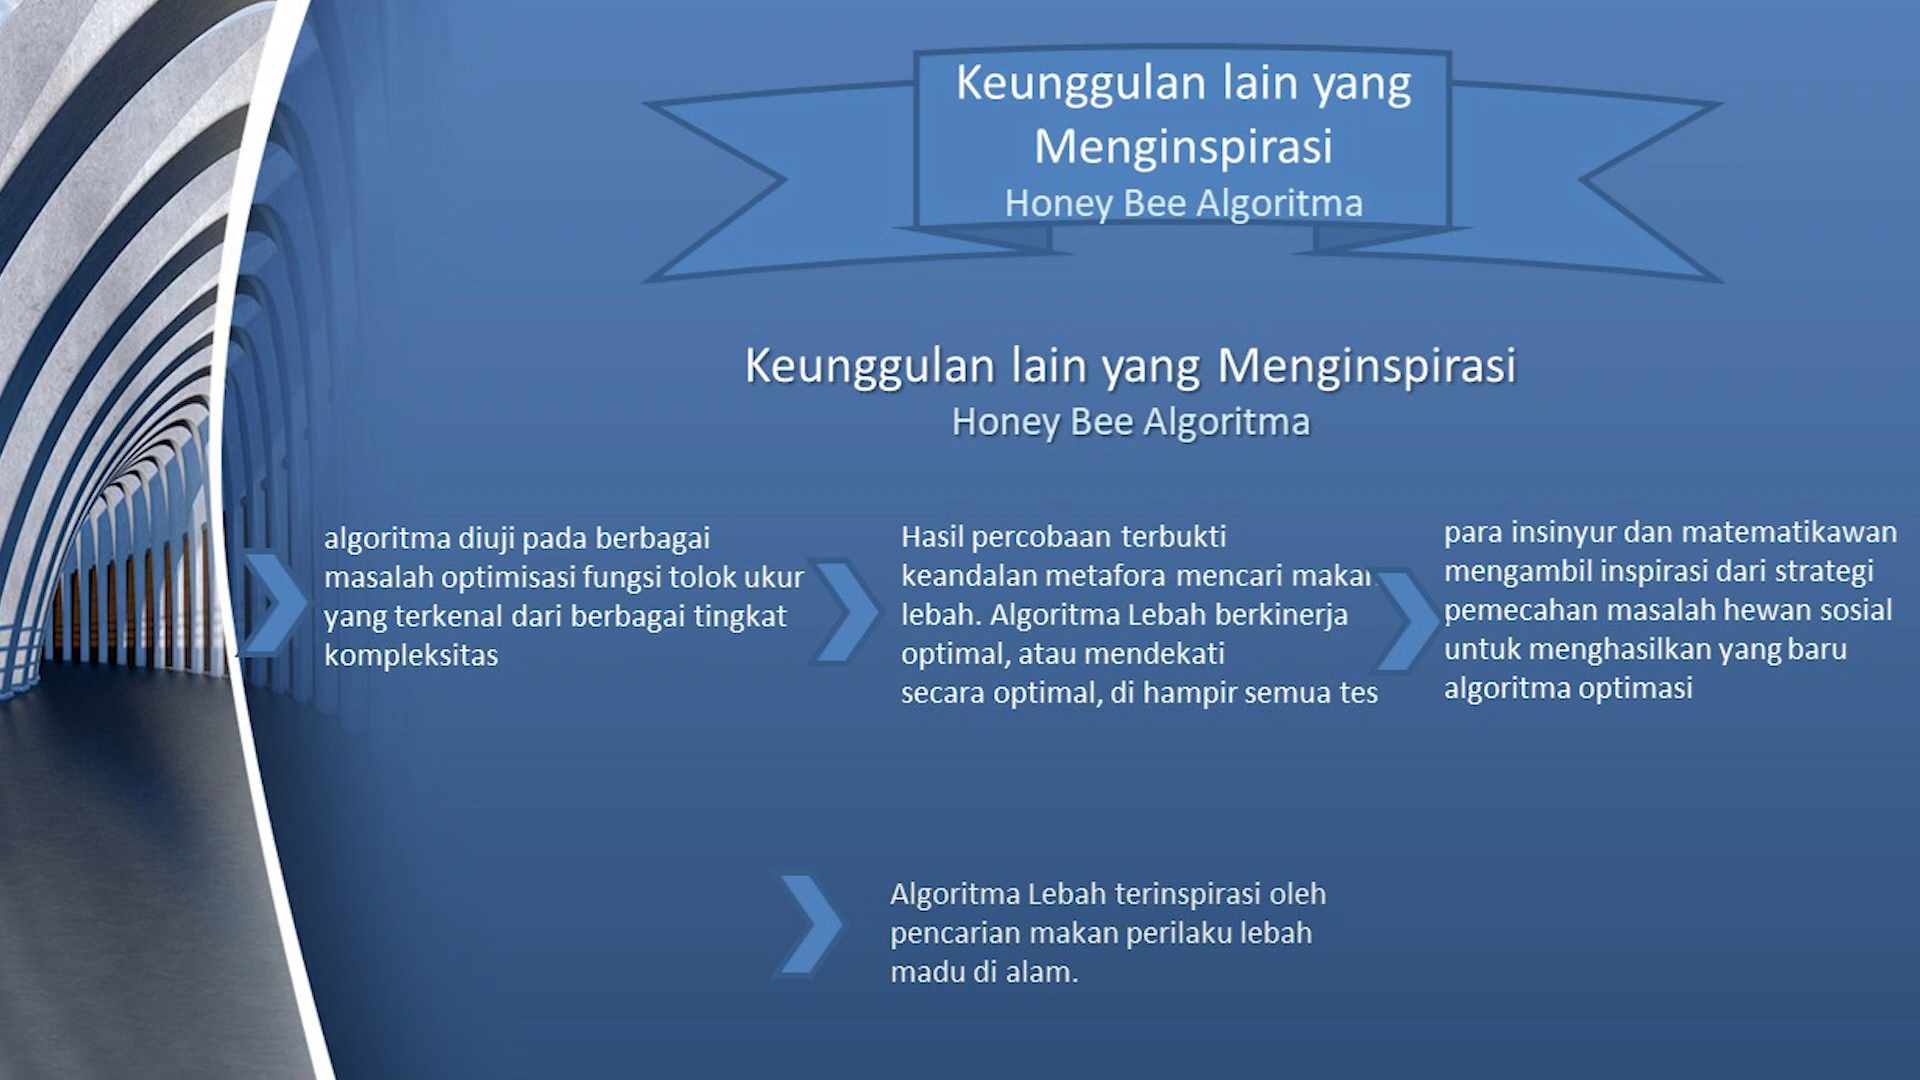 Keunggulan lain yang
Menginspirasi
Honey Bee Algoritma
Keunggulan lain yang Menginspirasi
Honey Bee Algoritma
algoritma diuji pada berbagai
masalah optimisasi fungsi tolok ukur
yang terkenal dari berbagai tingkat
kompleksitas
Hasil percobaan terbukti
keandalan metafora mencari makan
lebah. Algoritma Lebah berkinerja
optimal, atau mendekati
secara optimal, di hampir semua tes
para insinyur dan matematikawan
mengambil inspirasi dari strategi
pemecahan masalah hewan sosial
untuk menghasilkan yang baru
algoritma optimasi
Algoritma Lebah terinspirasi oleh
pencarian makan perilaku lebah
madu di alam.